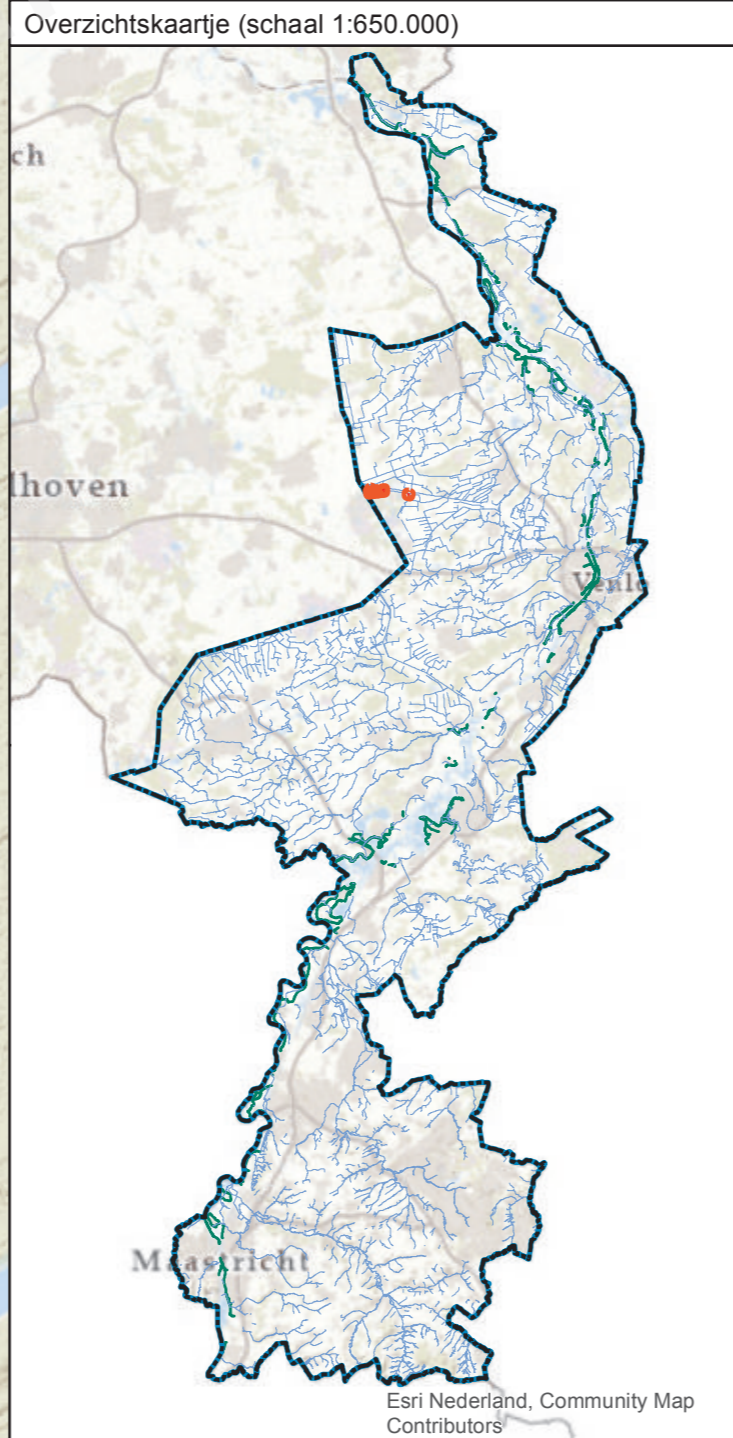 Overzichtskaartje (schaal 1:650.000)
ch
lhoven
Venlo
Maastricht
Esri Nederland, Community Map
Contributors